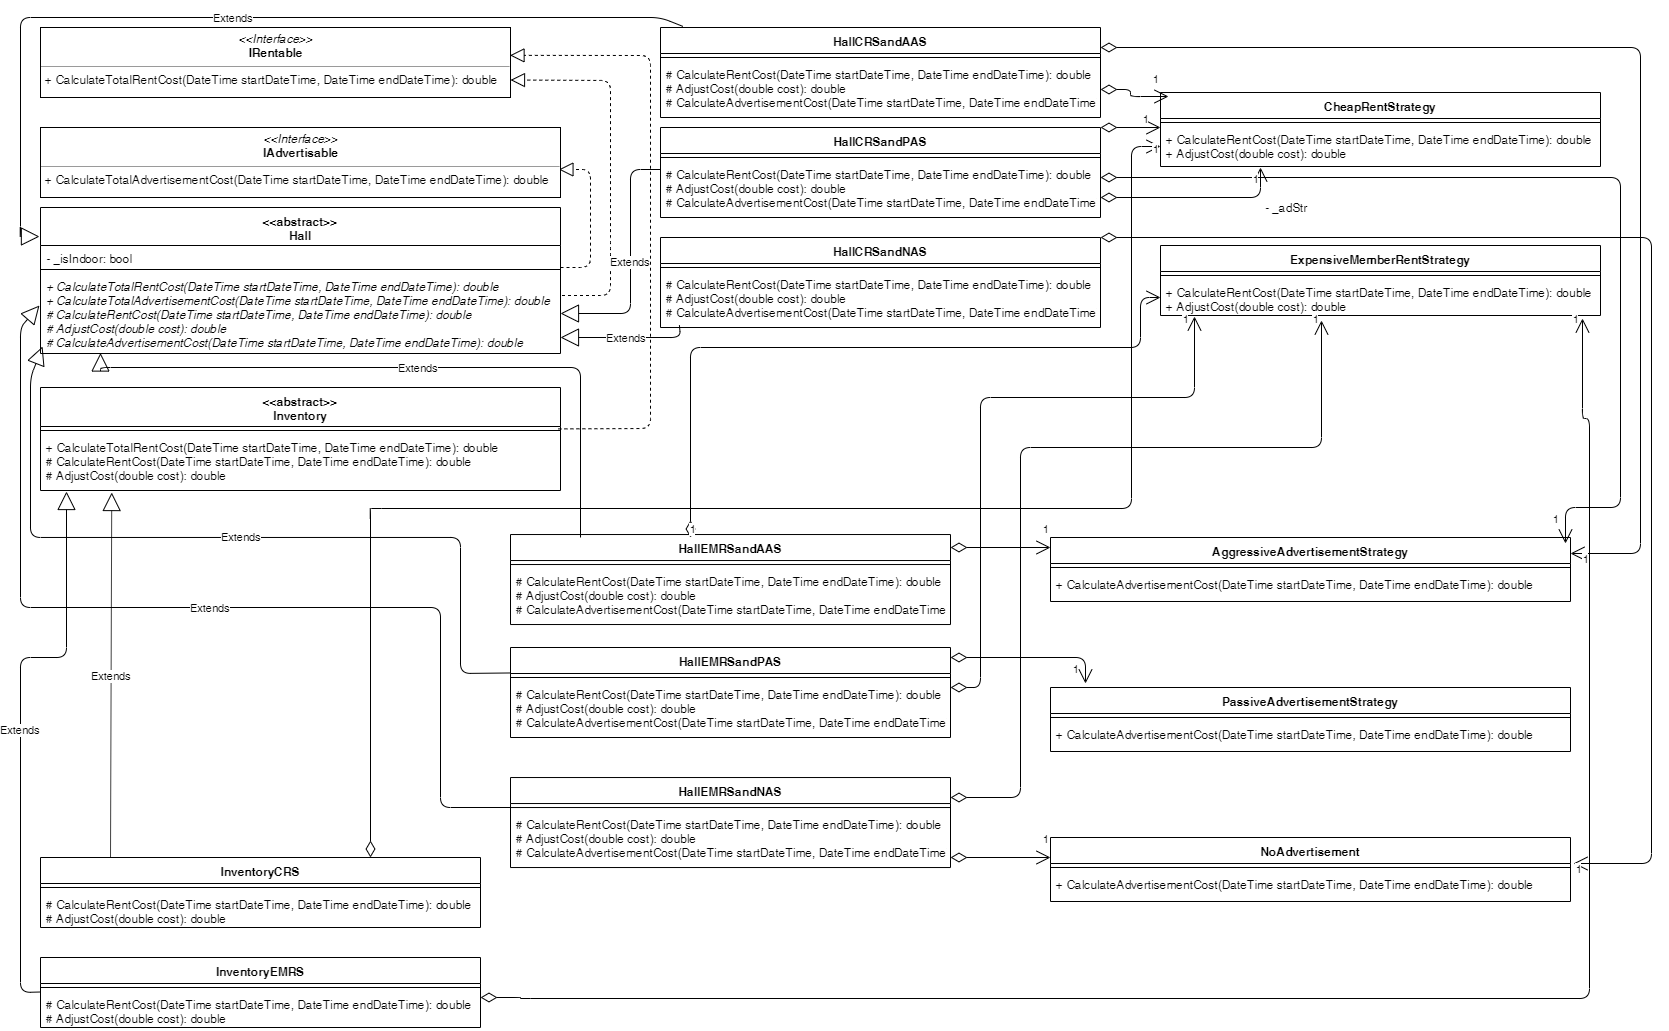 Extends
<<Interface>>
IRentable
+ CalculateTotalRentCost(DateTime startDateTime, DateTime endDateTime): double
<<Interface>>
IAdvertisable
+ CalculateTotalAdvertisementCost(DateTime startDateTime, DateTime endDateTime): double
<<abstract>>
Hall
- _isIndoor: bool
+ CalculateTotalRentCost(DateTime startDateTime, DateTime endDateTime): double
+ CalculateTotalAdvertisementCost(DateTime startDateTime, DateTime endDateTime): double
# CalculateRentCost(DateTime startDateTime, DateTime endDateTime): double
# AdjustCost(double cost): double
# CalculateAdvertisementCost(DateTime startDateTime, DateTime endDateTime): double
Extends
<<abstract>>
Inventory
+ CalculateTotalRentCost(DateTime startDateTime, DateTime endDateTime): double
# CalculateRentCost(DateTime startDateTime, DateTime endDateTime): double
# AdjustCost(double cost): double
Extends
Extends
Extends
Extends
InventoryCRS
# CalculateRentCost(DateTime startDateTime, DateTime endDateTime): double
# AdjustCost(double cost): double
InventoryEMRS
# CalculateRentCost(DateTime startDateTime, DateTime endDateTime): double
# AdjustCost(double cost): double
HallCRSandAAS
# CalculateRentCost(DateTime startDateTime, DateTime endDateTime): double
# AdjustCost(double cost): double
# CalculateAdvertisementCost(DateTime startDateTime, DateTime endDateTime
HallCRSandPAS
# CalculateRentCost(DateTime startDateTime, DateTime endDateTime): double
# AdjustCost(double cost): double
# CalculateAdvertisementCost(DateTime startDateTime, DateTime endDateTime
Extends
HallCRSandNAS
# CalculateRentCost(DateTime startDateTime, DateTime endDateTime): double
# AdjustCost(double cost): double
# CalculateAdvertisementCost(DateTime startDateTime, DateTime endDateTime
Extends
1
HallEMRSandAAS
# CalculateRentCost(DateTime startDateTime, DateTime endDateTime): double
# AdjustCost(double cost): double
# CalculateAdvertisementCost(DateTime startDateTime, DateTime endDateTime
HallEMRSandPAS
# CalculateRentCost(DateTime startDateTime, DateTime endDateTime): double
# AdjustCost(double cost): double
# CalculateAdvertisementCost(DateTime startDateTime, DateTime endDateTime
HallEMRSandNAS
# CalculateRentCost(DateTime startDateTime, DateTime endDateTime): double
# AdjustCost(double cost): double
# CalculateAdvertisementCost(DateTime startDateTime, DateTime endDateTime
1
1
1
CheapRentStrategy
+ CalculateRentCost(DateTime startDateTime, DateTime endDateTime): double
+ AdjustCost(double cost): double
1
- _adStr
ExpensiveMemberRentStrategy
+ CalculateRentCost(DateTime startDateTime, DateTime endDateTime): double
+ AdjustCost(double cost): double
1
1
1
1
1
1
AggressiveAdvertisementStrategy
+ CalculateAdvertisementCost(DateTime startDateTime, DateTime endDateTime): double
1
PassiveAdvertisementStrategy
+ CalculateAdvertisementCost(DateTime startDateTime, DateTime endDateTime): double
1
1
NoAdvertisement
+ CalculateAdvertisementCost(DateTime startDateTime, DateTime endDateTime): double